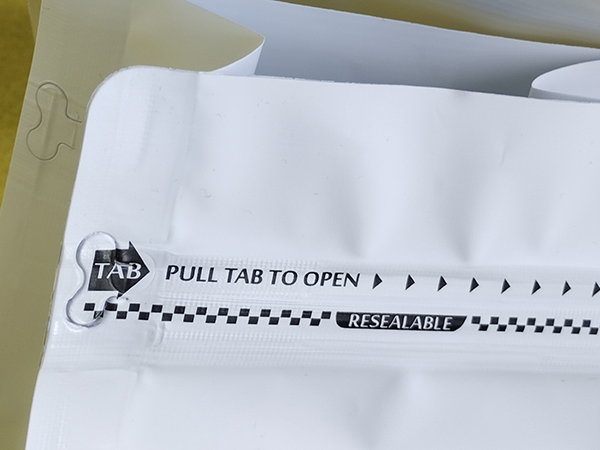 TAB
PULL TAB TO OPEN
RESEALABLE